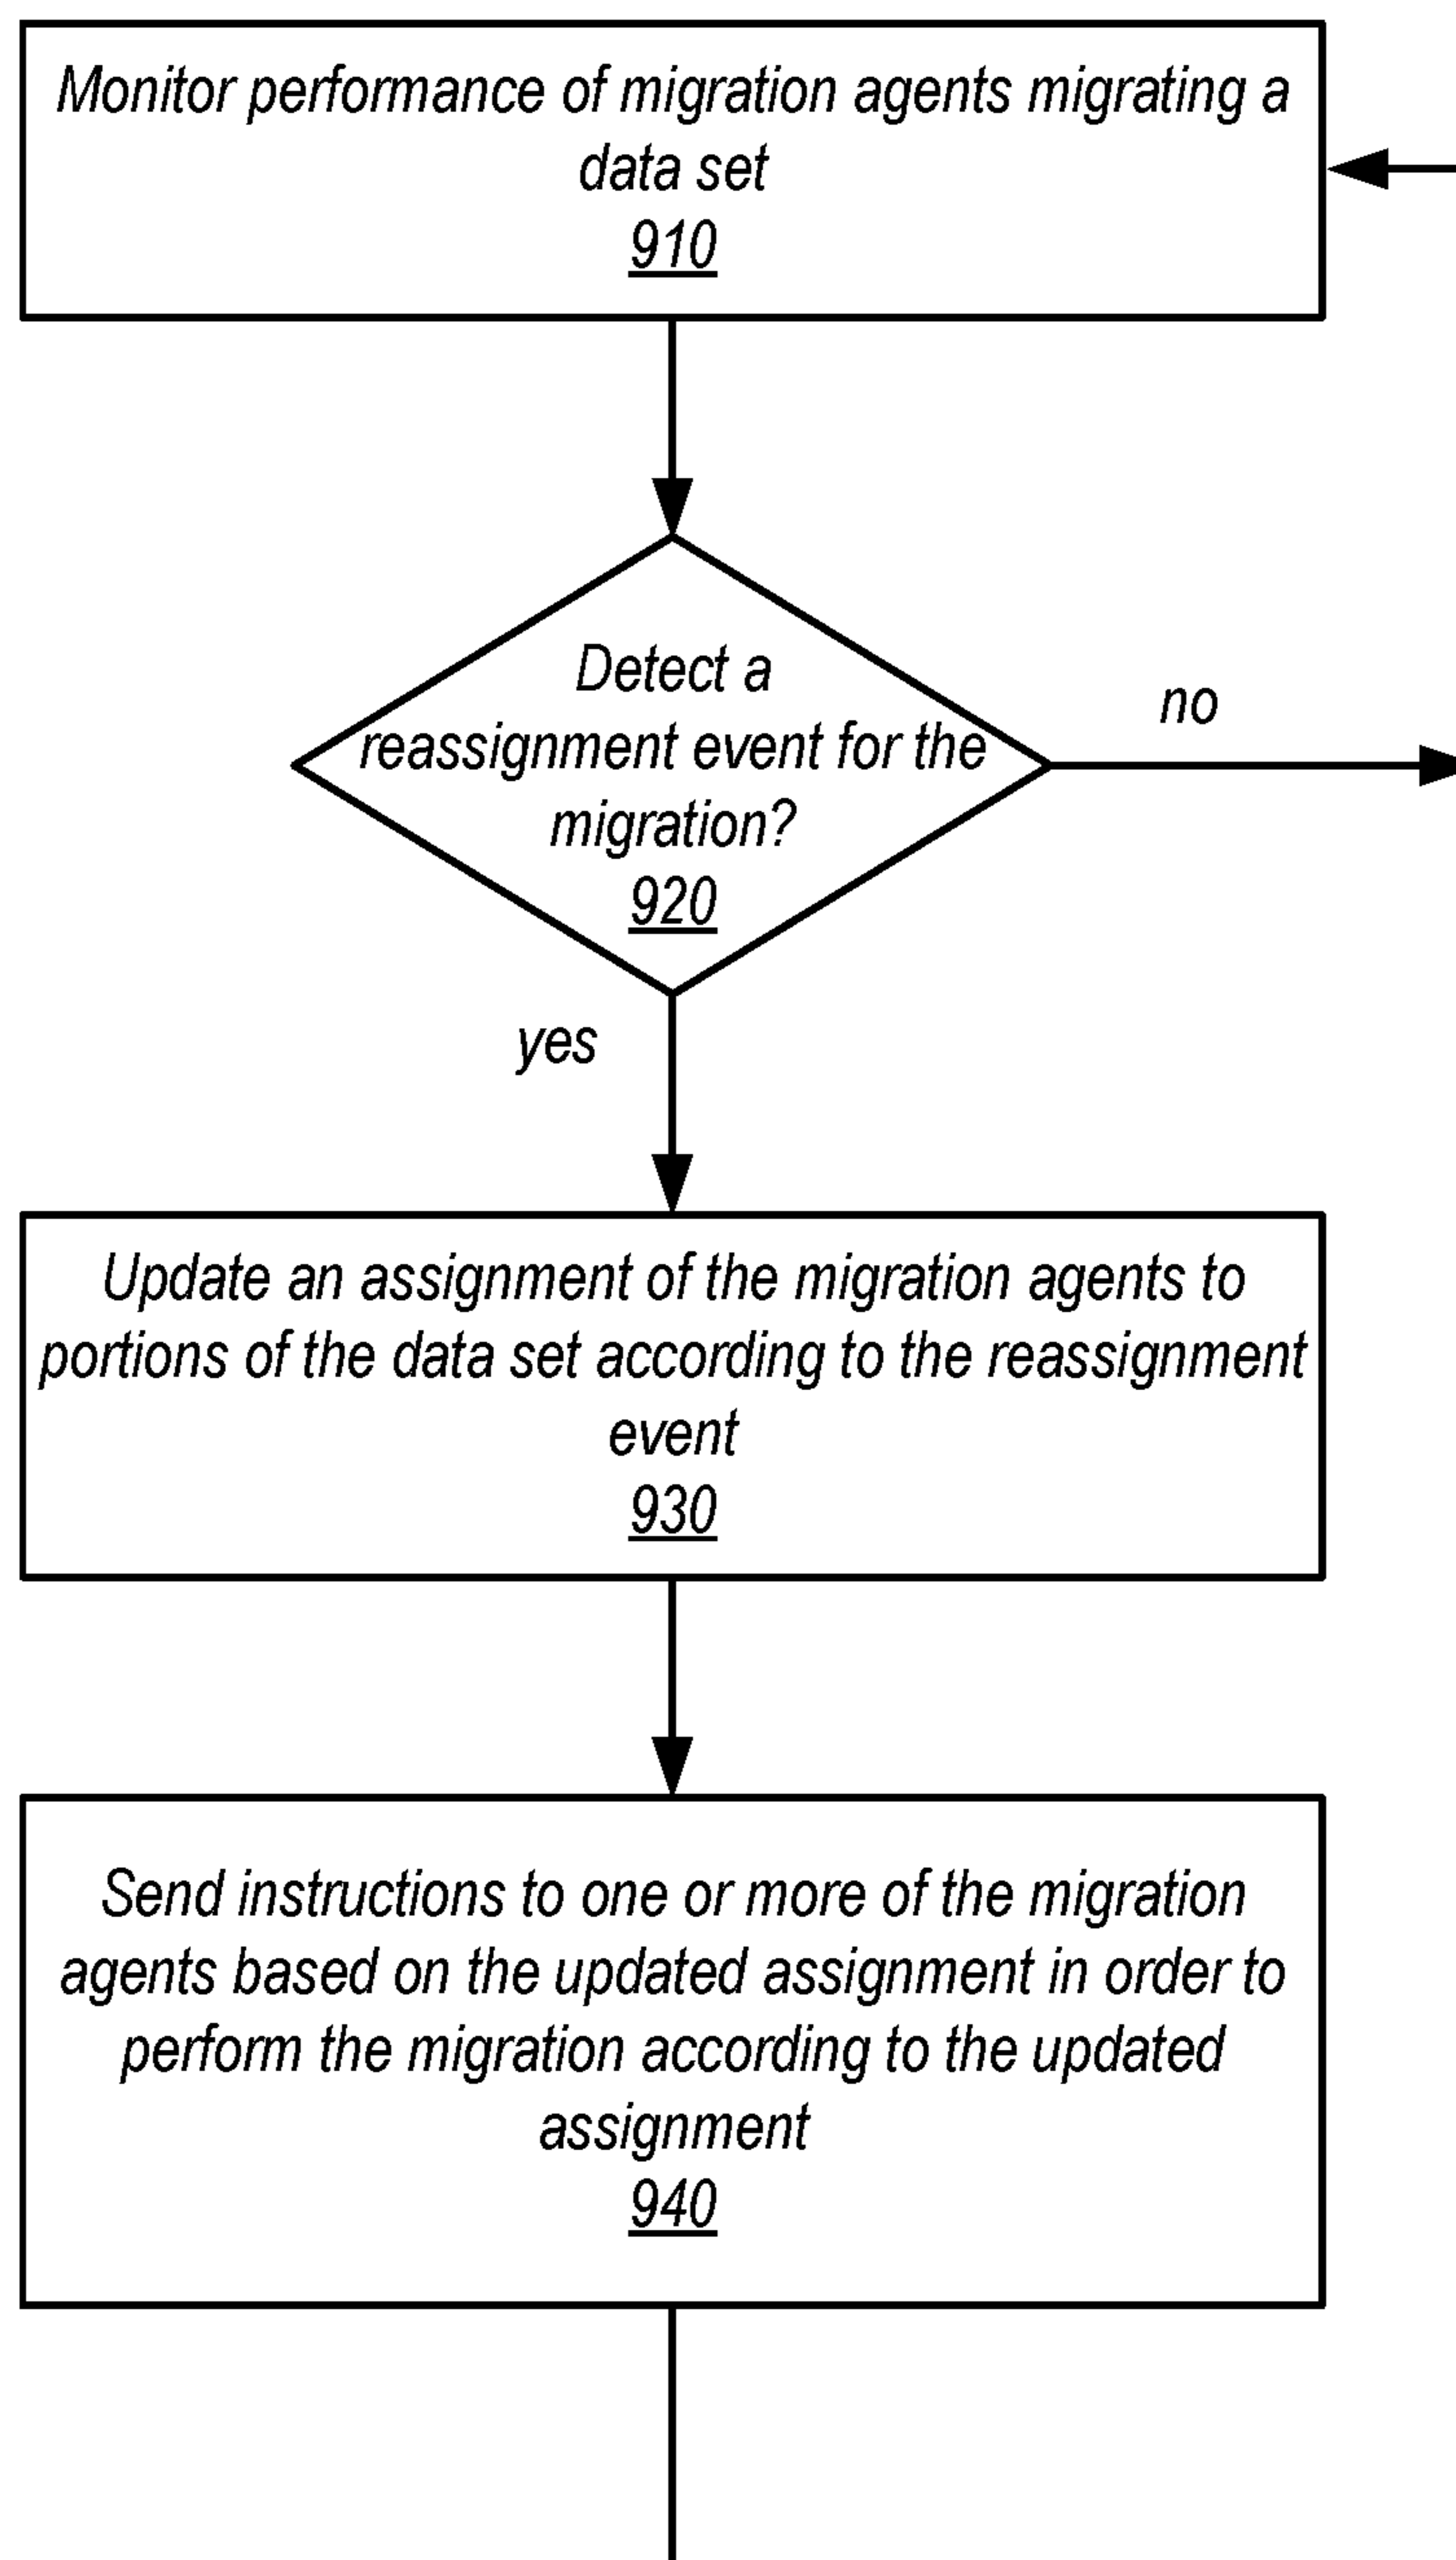 Monitor performance of migration agents migrating a
data set
910
Detect a
reassignment event for the
migration?
920
no
yes
Update an assignment of the migration agents to
portions of the data set according to the reassignment
event
930
Send instructions to one or more of the migration
agents based on the updated assignment in order to
perform the migration according to the updated
assignment
940